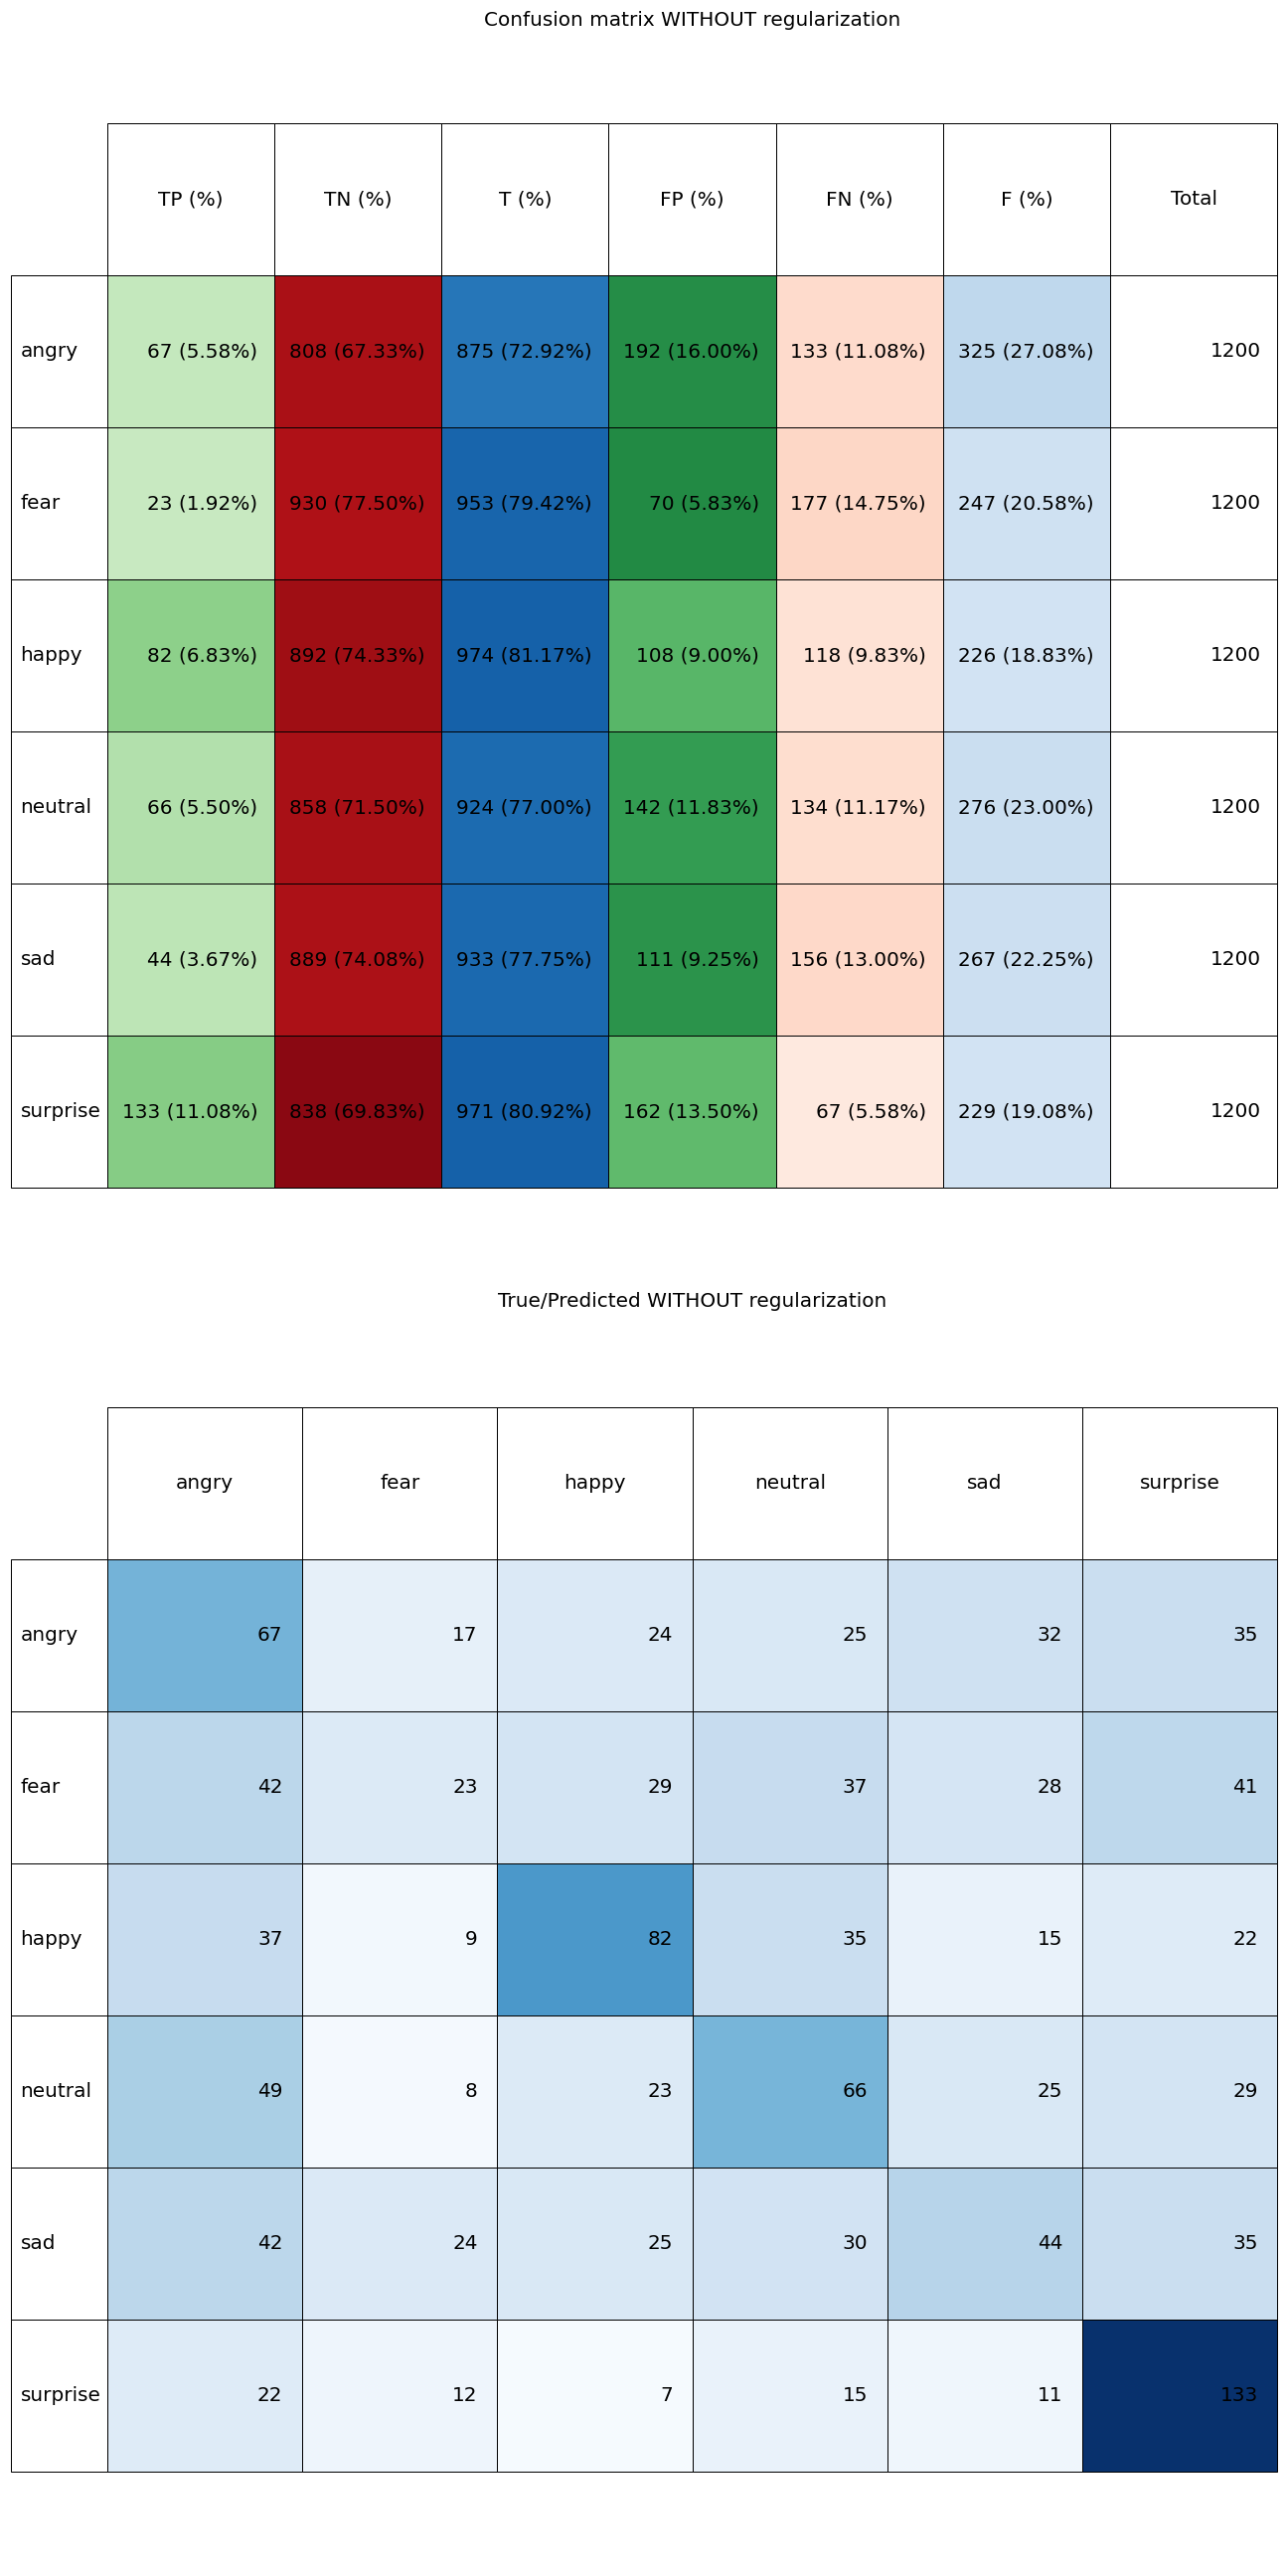 Confusion matrix WITHOUT regularization
TP (%) TN (%) T (%) FP (%) FN (%) F (%) Total
angry 67 (5.58%) 808 (67.33%) 875 (72.92%) 192 (16.00%) 133 (11.08%) 325 (27.08%) 1200
fear 23 (1.92%) 930 (77.50%) 953 (79.42%) 70 (5.83%) 177 (14.75%) 247 (20.58%) 1200
happy 82 (6.83%) 892 (74.33%) 974 (81.17%) 108 (9.00%) 118 (9.83%) 226 (18.83%) 1200
neutral 66 (5.50%) 858 (71.50%) 924 (77.00%) 142 (11.83%) 134 (11.17%) 276 (23.00%) 1200
sad 44 (3.67%) 889 (74.08%) 933 (77.75%) 111 (9.25%) 156 (13.00%) 267 (22.25%) 1200
surprise 133 (11.08%) 838 (69.83%) 971 (80.92%) 162 (13.50%) 67 (5.58%) 229 (19.08%) 1200
True/Predicted WITHOUT regularization
angry fear happy neutral sad surprise
angry 67 17 24 25 32 35
fear 42 23 29 37 28 41
happy 37 9 82 35 15 22
neutral 49 8 23 66 25 29
sad 42 24 25 30 44 35
surprise 22 12 7 15 11 133